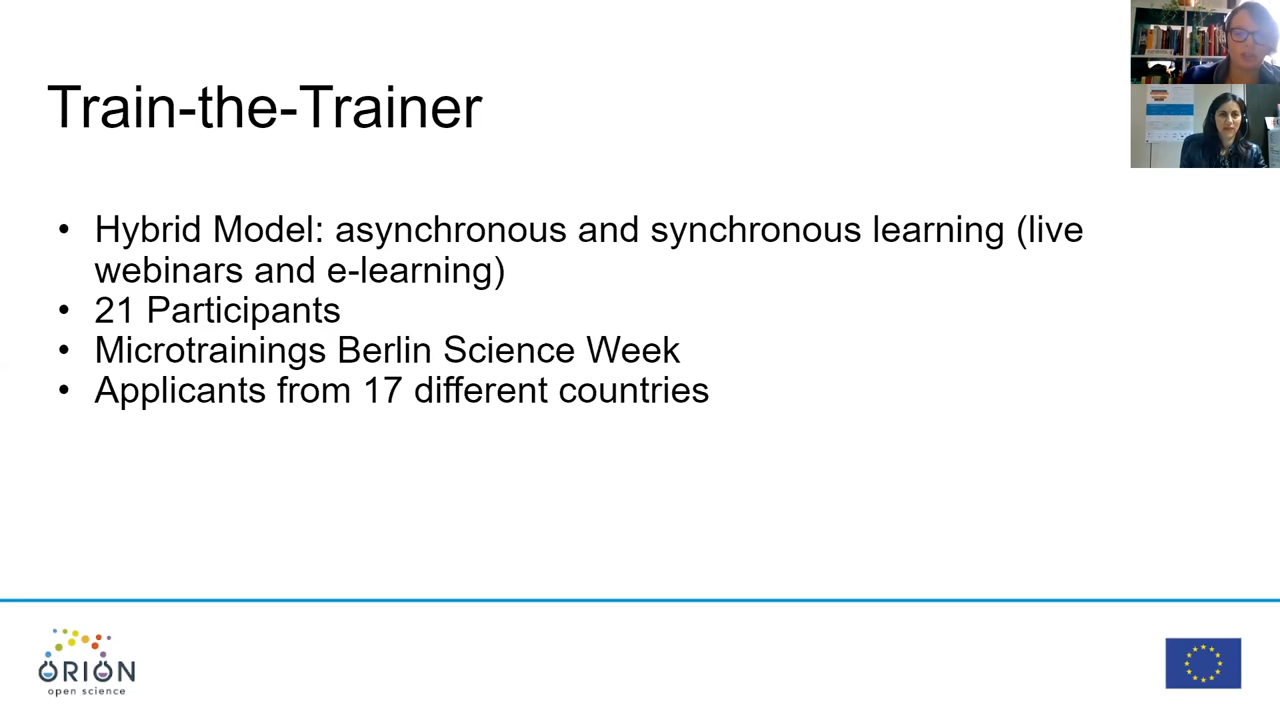 Train-the-Trainer
• Hybrid Model: asynchronous and synchronous learning (live
webinars and e-learning)
• 21 Participants
• Microtrainings Berlin Science Week
• Applicants from 17 different countries
ORION
open science